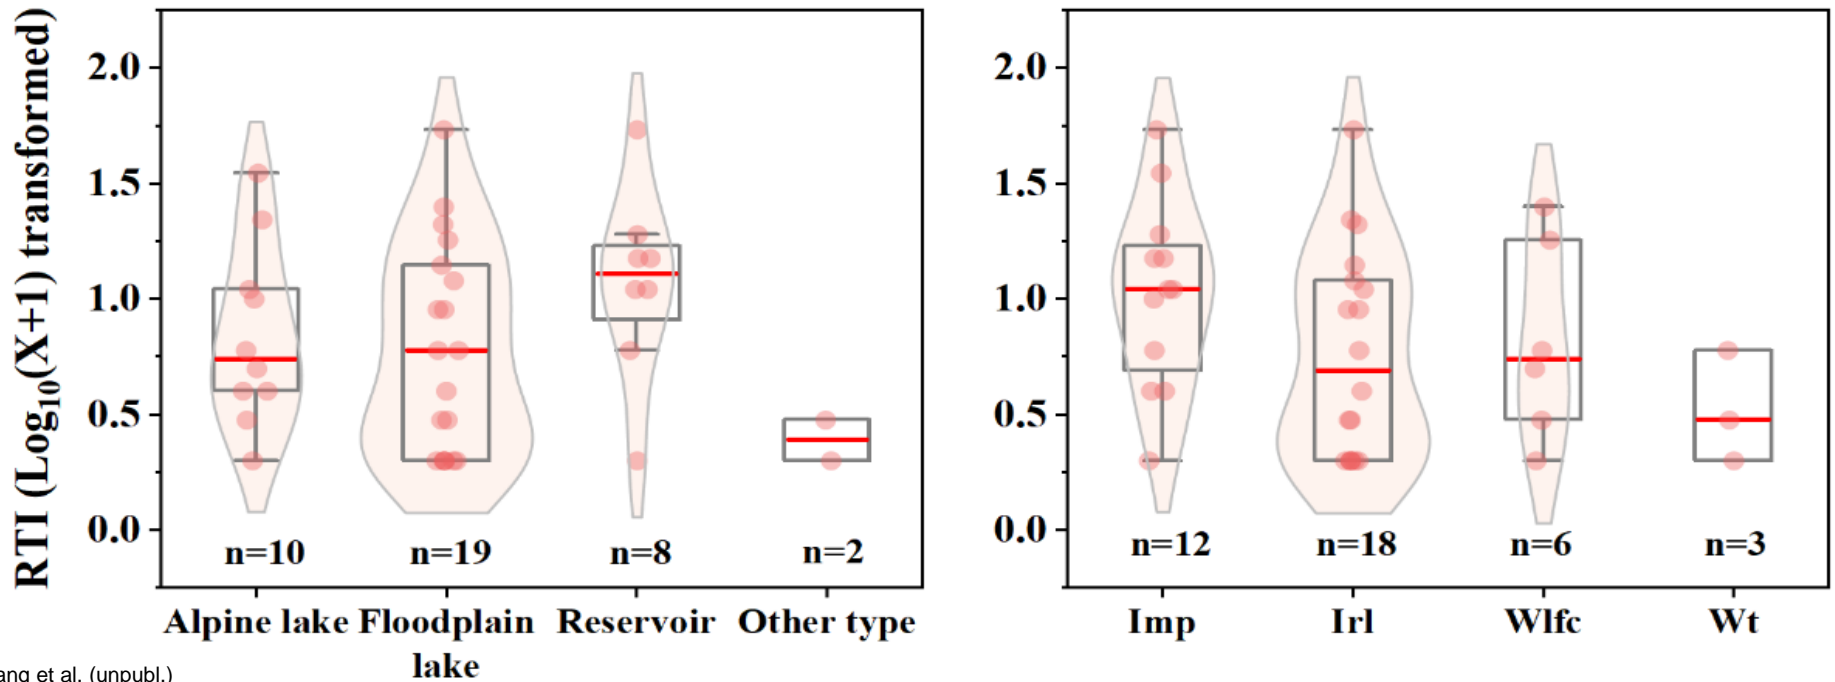 RTI (Log10(X+1) transformed)
2.0
1.5
1.0
0.5
0.0
n=10 n=19 n=8 n=2
Alpine lake Floodplain lake Reservoir Other type
2.0
1.5
1.0
0.5
0.0
n=12 n=18 n=6 n=3
Imp Irl Wlfc Wt
et al. (unpubl.)